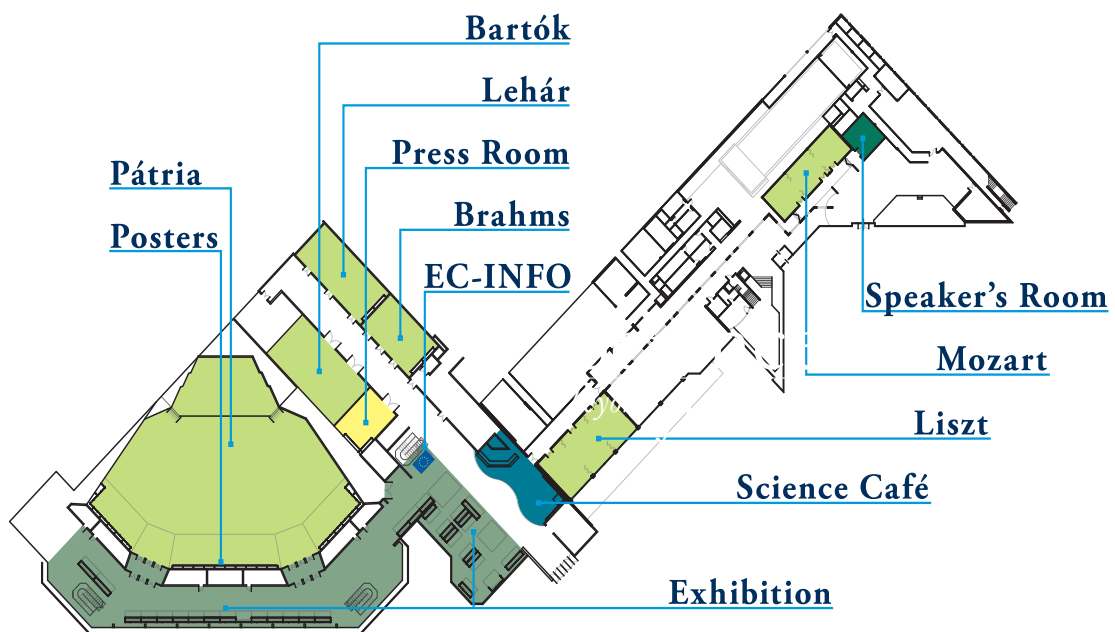 Bartók
Lehár
Press Room
Pátria
Brahms
Posters
EC-INFO
Speaker's Room
Mozart
Liszt
Science Café
Exhibition